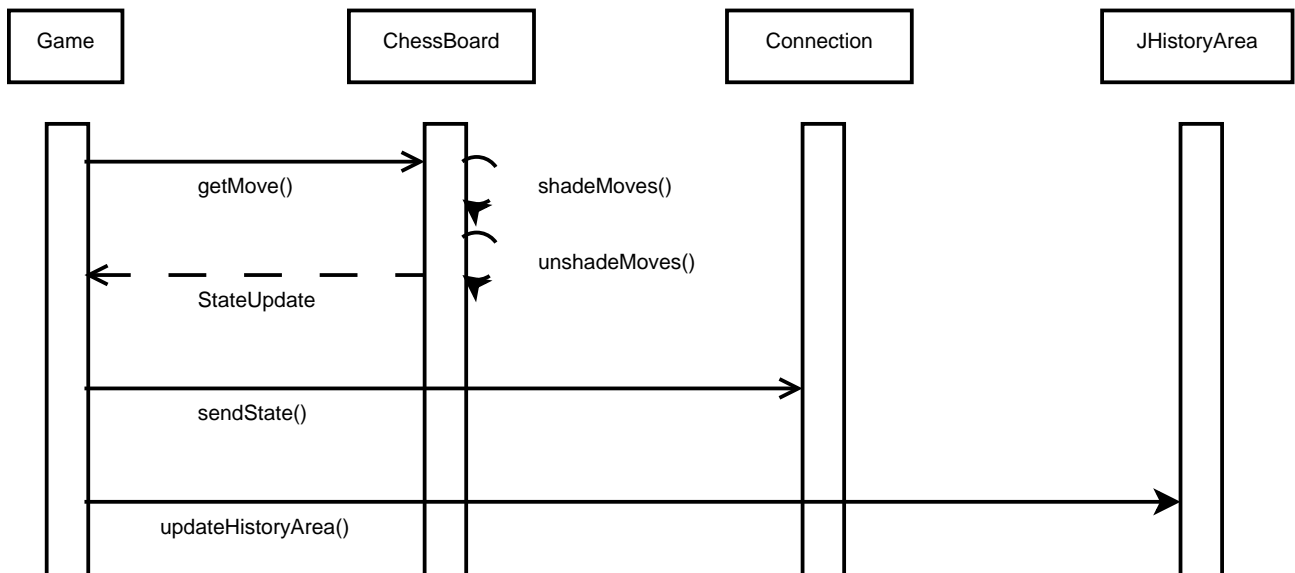 Game
ChessBoard
Connection
JHistoryArea
getMove()
shadeMoves()
unshadeMoves()
StateUpdate
sendState()
updateHistoryArea()